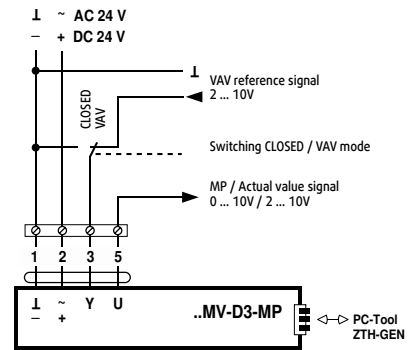 ⊥ ~ AC 24 V
– + DC 24 V
⊥
VAV reference signal
2 ... 10V
CLOSED
VAV
Switching CLOSED / VAV mode
MP / Actual value signal
0 ... 10V / 2 ... 10V
1 2 3 5
⊥ ~ Y U
– +
..MV-D3-MP
PC-Tool
ZTH-GEN